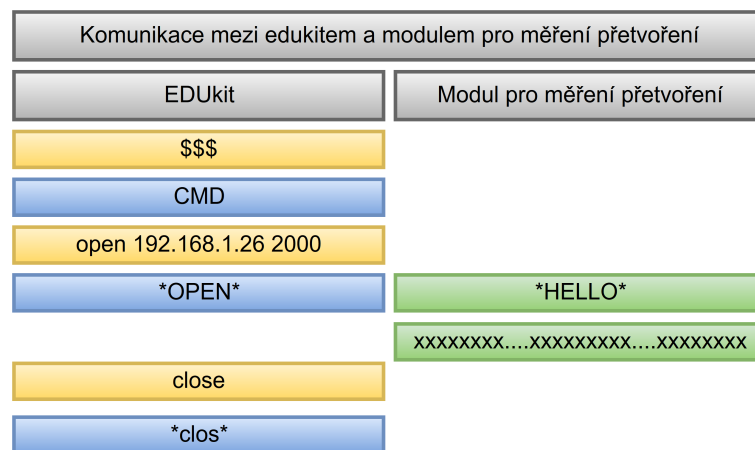 Komunikace mezi edukitem a modulem pro měření přetvoření
EDUkit
Modul pro měření přetvoření
$$$
CMD
open 192.168.1.26 2000
*OPEN*
*HELLO*
xxxxxxxx....xxxxxxxxx....xxxxxxxx
close
*clos*